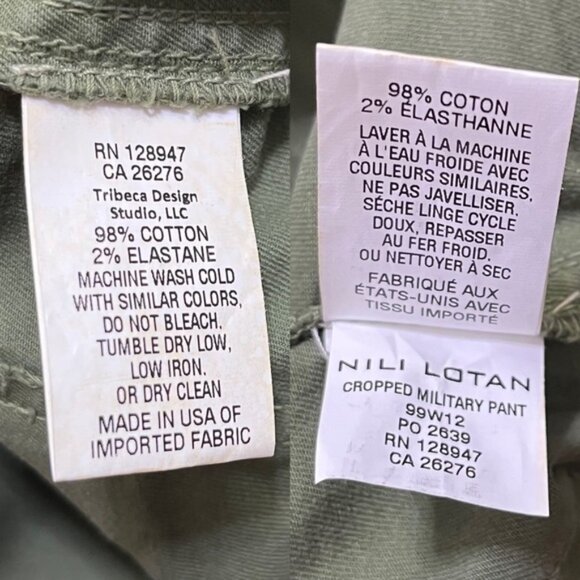 RN 128947
CA 26276
Tribeca Design
Studio, LLC
98% COTTON
2% ELASTANE
MACHINE WASH COLD
WITH SIMILAR COLORS,
DO NOT BLEACH.
TUMBLE DRY LOW,
LOW IRON.
OR DRY CLEAN
MADE IN USA OF
IMPORTED FABRIC
98% COTON
2% ÉLASTHANNE
LAVER À LA MACHINE
À L'EAU FROIDE AVEC
COULEURS SIMILAIRES,
NE PAS JAVELLISER.
SÉCHE LINGE CYCLE
DOUX, REPASSER
AU FER FROID.
OU NETTOYER À SEC
FABRIQUÉ AUX
ÉTATS-UNIS AVEC
TISSU IMPORTÉ
NILI LOTAN
CROPPED MILITARY PANT
99W12
PO 2639
RN 128947
CA 26276